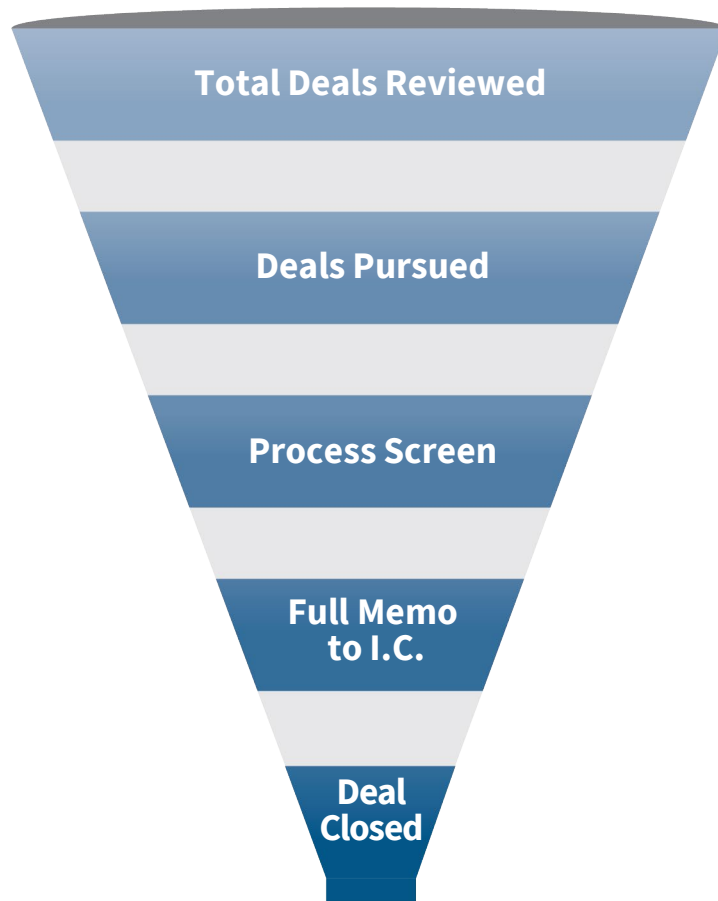 Total Deals Reviewed
Deals Pursued
Process Screen
Full Memo
to I.C.
Deal
Closed